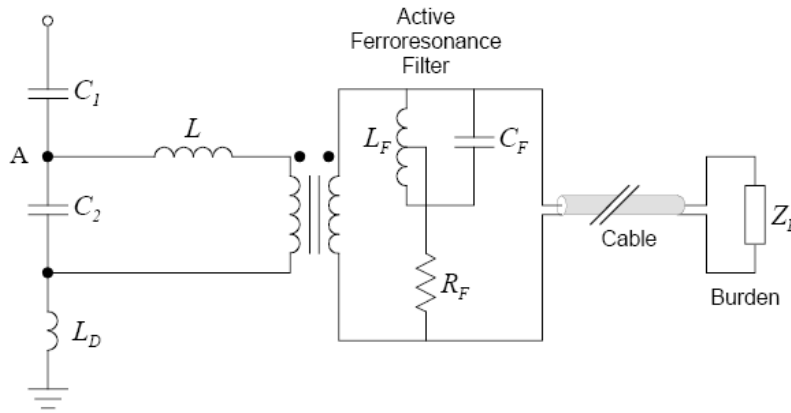 Active
Ferroresonance
Filter
C1
L
A
LF
CF
C2
Cable
RF
Burden
LD